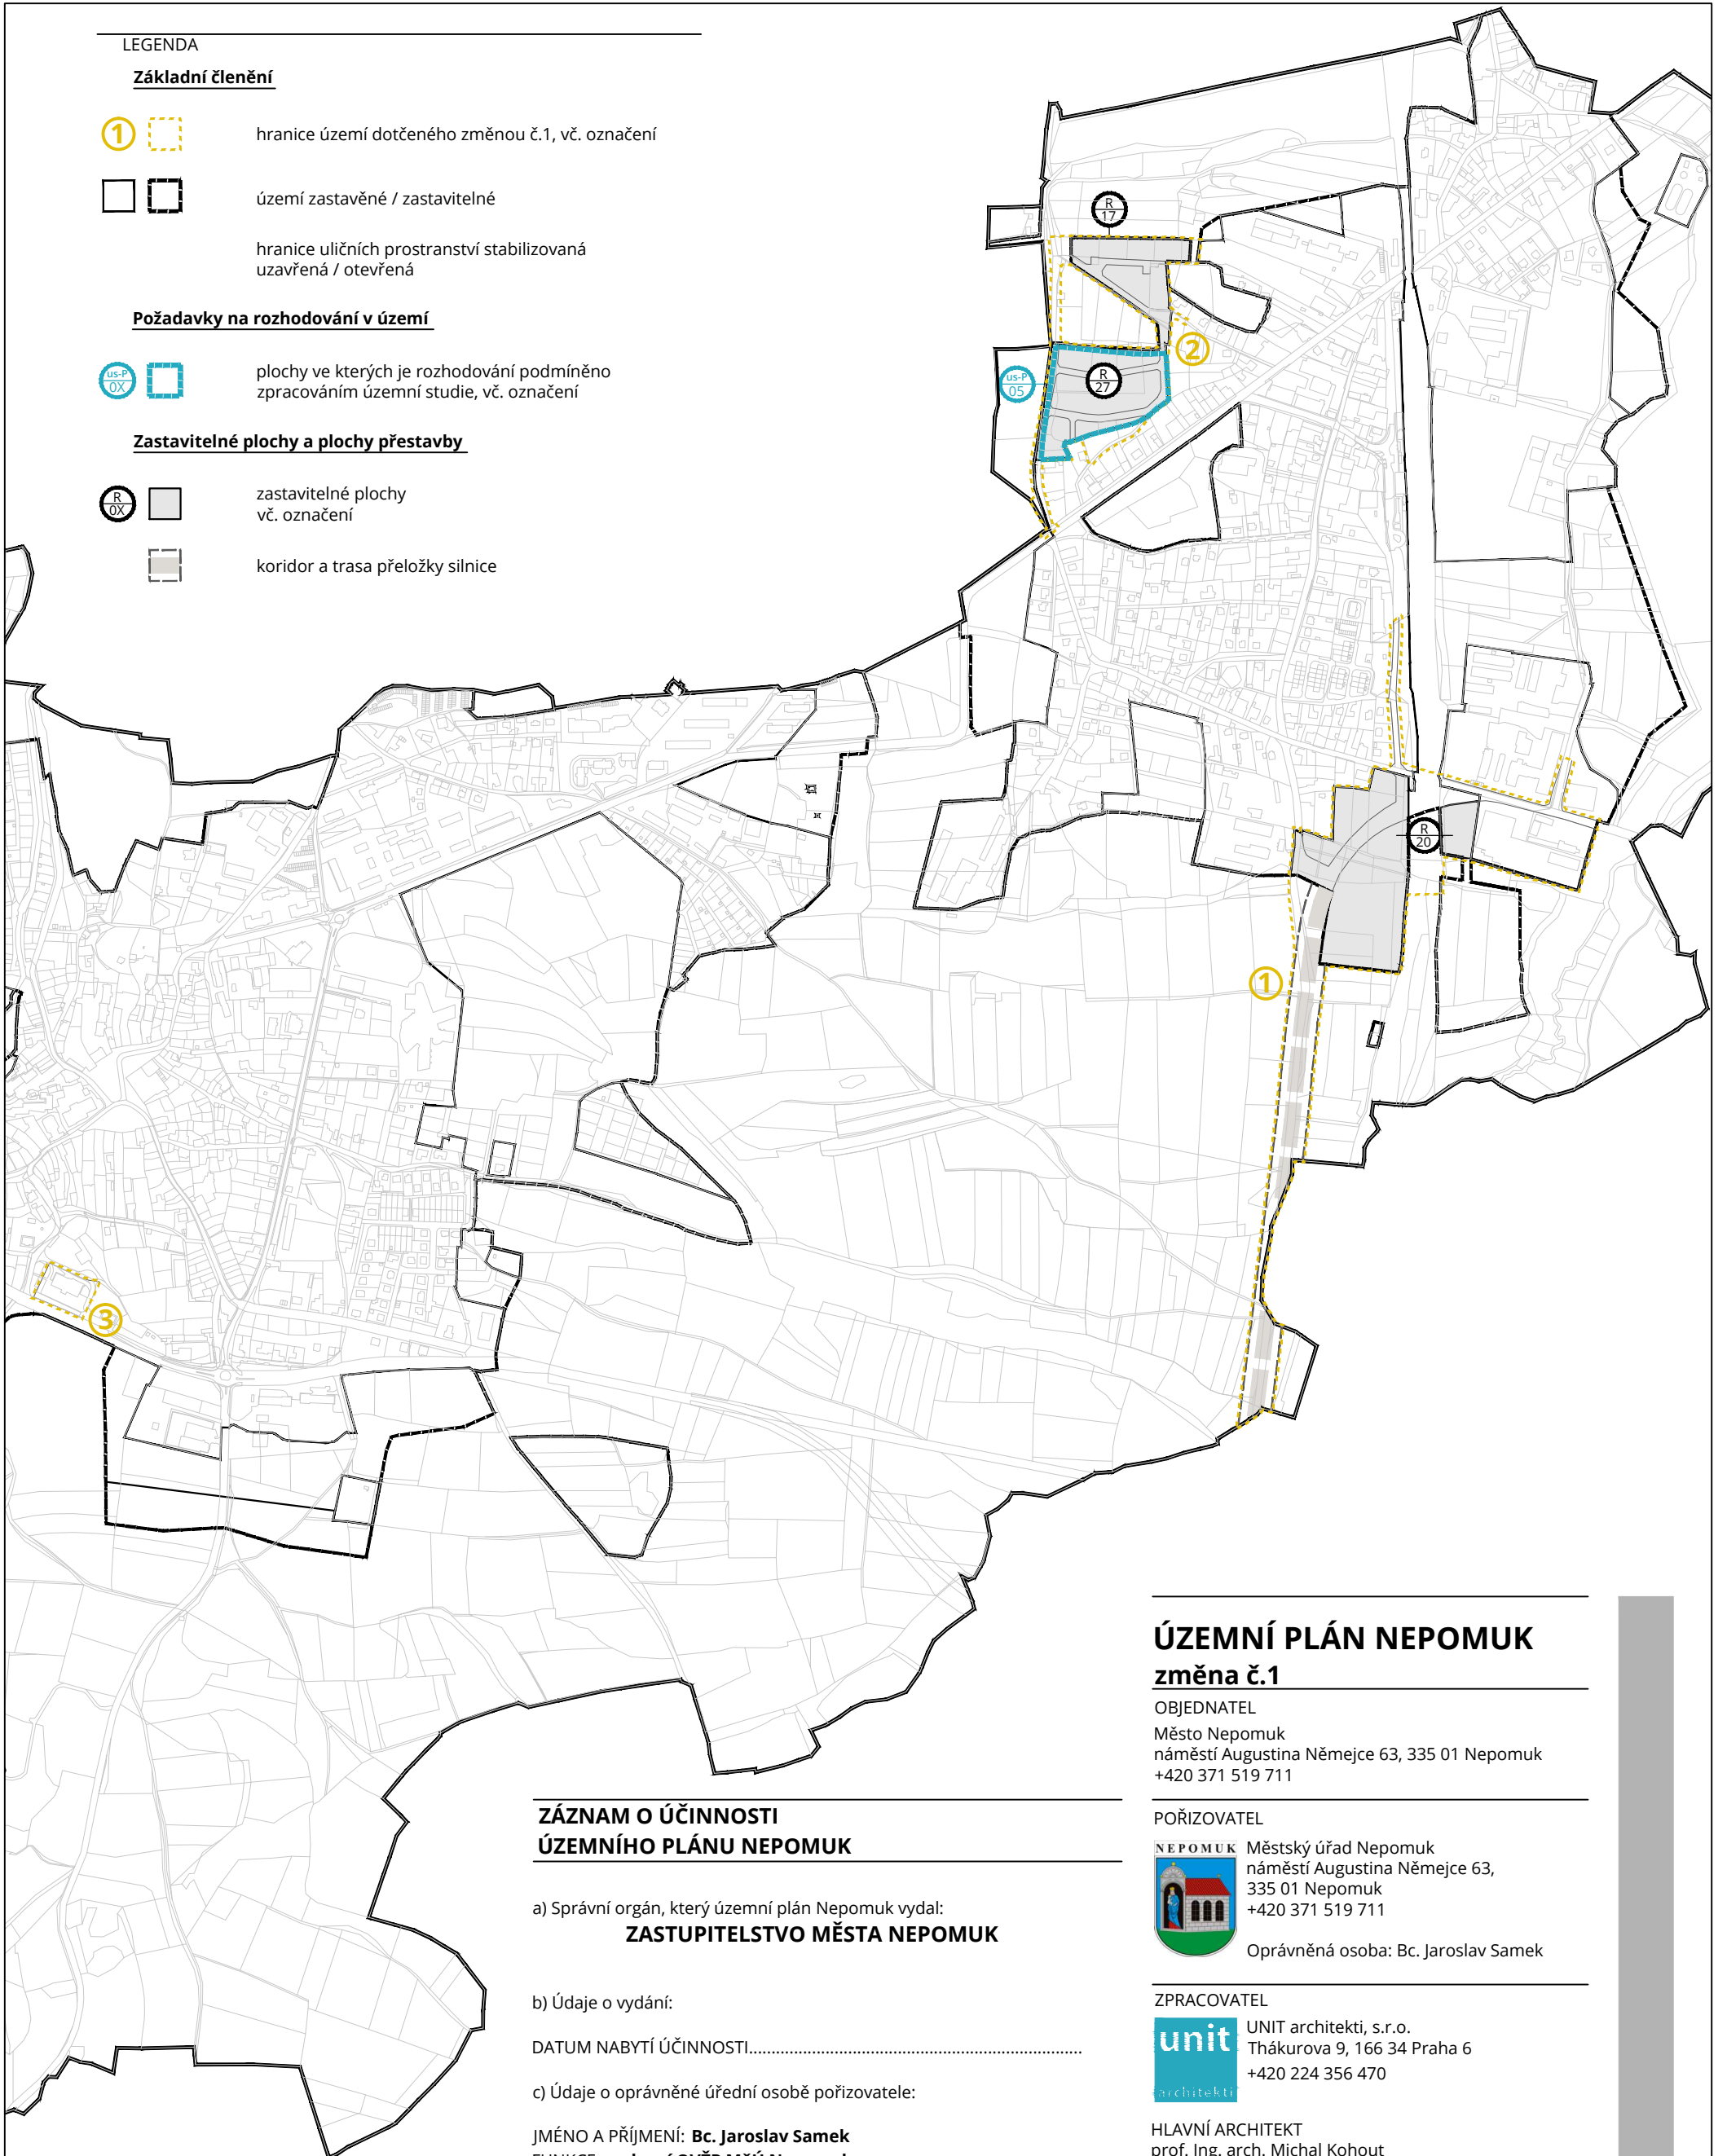 LEGENDA
Základní členění
1
hranice území dotčeného změnou č.1, vč. označení
území zastavěné / zastavitelné
hranice uličních prostranství stabilizovaná
uzavřená / otevřená
Požadavky na rozhodování v území
us-P
0X
plochy ve kterých je rozhodování podmíněno
zpracováním územní studie, vč. označení
Zastavitelné plochy a plochy přestavby
R
0X
zastavitelné plochy
vč. označení
koridor a trasa přeložky silnice
R
17
2
us-P
05
R
27
R
20
1
3
ÚZEMNÍ PLÁN NEPOMUK
změna č.1
OBJEDNATEL
Město Nepomuk
náměstí Augustina Němejce 63, 335 01 Nepomuk
+420 371 519 711
POŘIZOVATEL
NEPOMUK
Městský úřad Nepomuk
náměstí Augustina Němejce 63,
335 01 Nepomuk
+420 371 519 711
Oprávněná osoba: Bc. Jaroslav Samek
ZPRACOVATEL
unit
architekti
UNIT architekti, s.r.o.
Thákurova 9, 166 34 Praha 6
+420 224 356 470
HLAVNÍ ARCHITEKT
prof. Ing. arch. Michal Kohout
ZÁZNAM O ÚČINNOSTI
ÚZEMNÍHO PLÁNU NEPOMUK
a) Správní orgán, který územní plán Nepomuk vydal:
ZASTUPITELSTVO MĚSTA NEPOMUK
b) Údaje o vydání:
DATUM NABYTÍ ÚČINNOSTI..........................................................................
c) Údaje o oprávněné úřední osobě pořizovatele:
JMÉNO A PŘÍJMENÍ: Bc. Jaroslav Samek